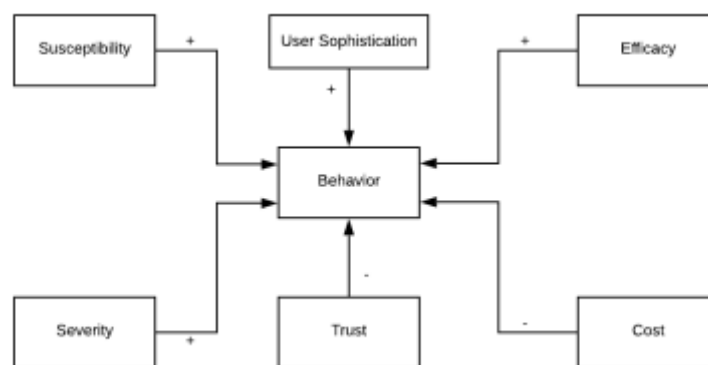 Susceptibility
+
User Sophistication
+
Efficacy
+
Behavior
Severity
+
Trust
-
Cost
-